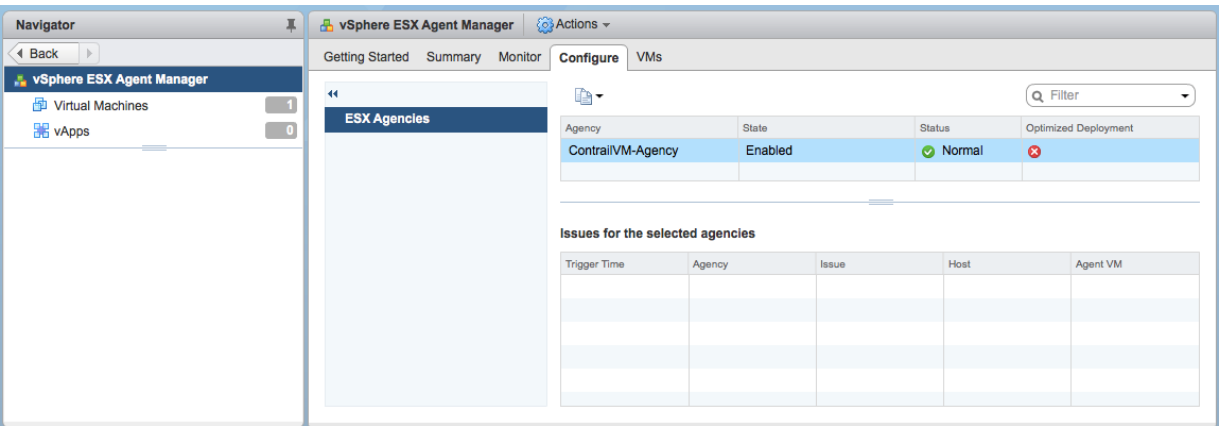 Navigator
Back
vSphere ESX Agent Manager
Virtual Machines 1
vApps 0
vSphere ESX Agent Manager Actions
Getting Started Summary Monitor Configure VMs
ESX Agencies
Filter
Agency State Status Optimized Deployment
ContrailVM-Agency Enabled Normal
Issues for the selected agencies
Trigger Time Agency Issue Host Agent VM